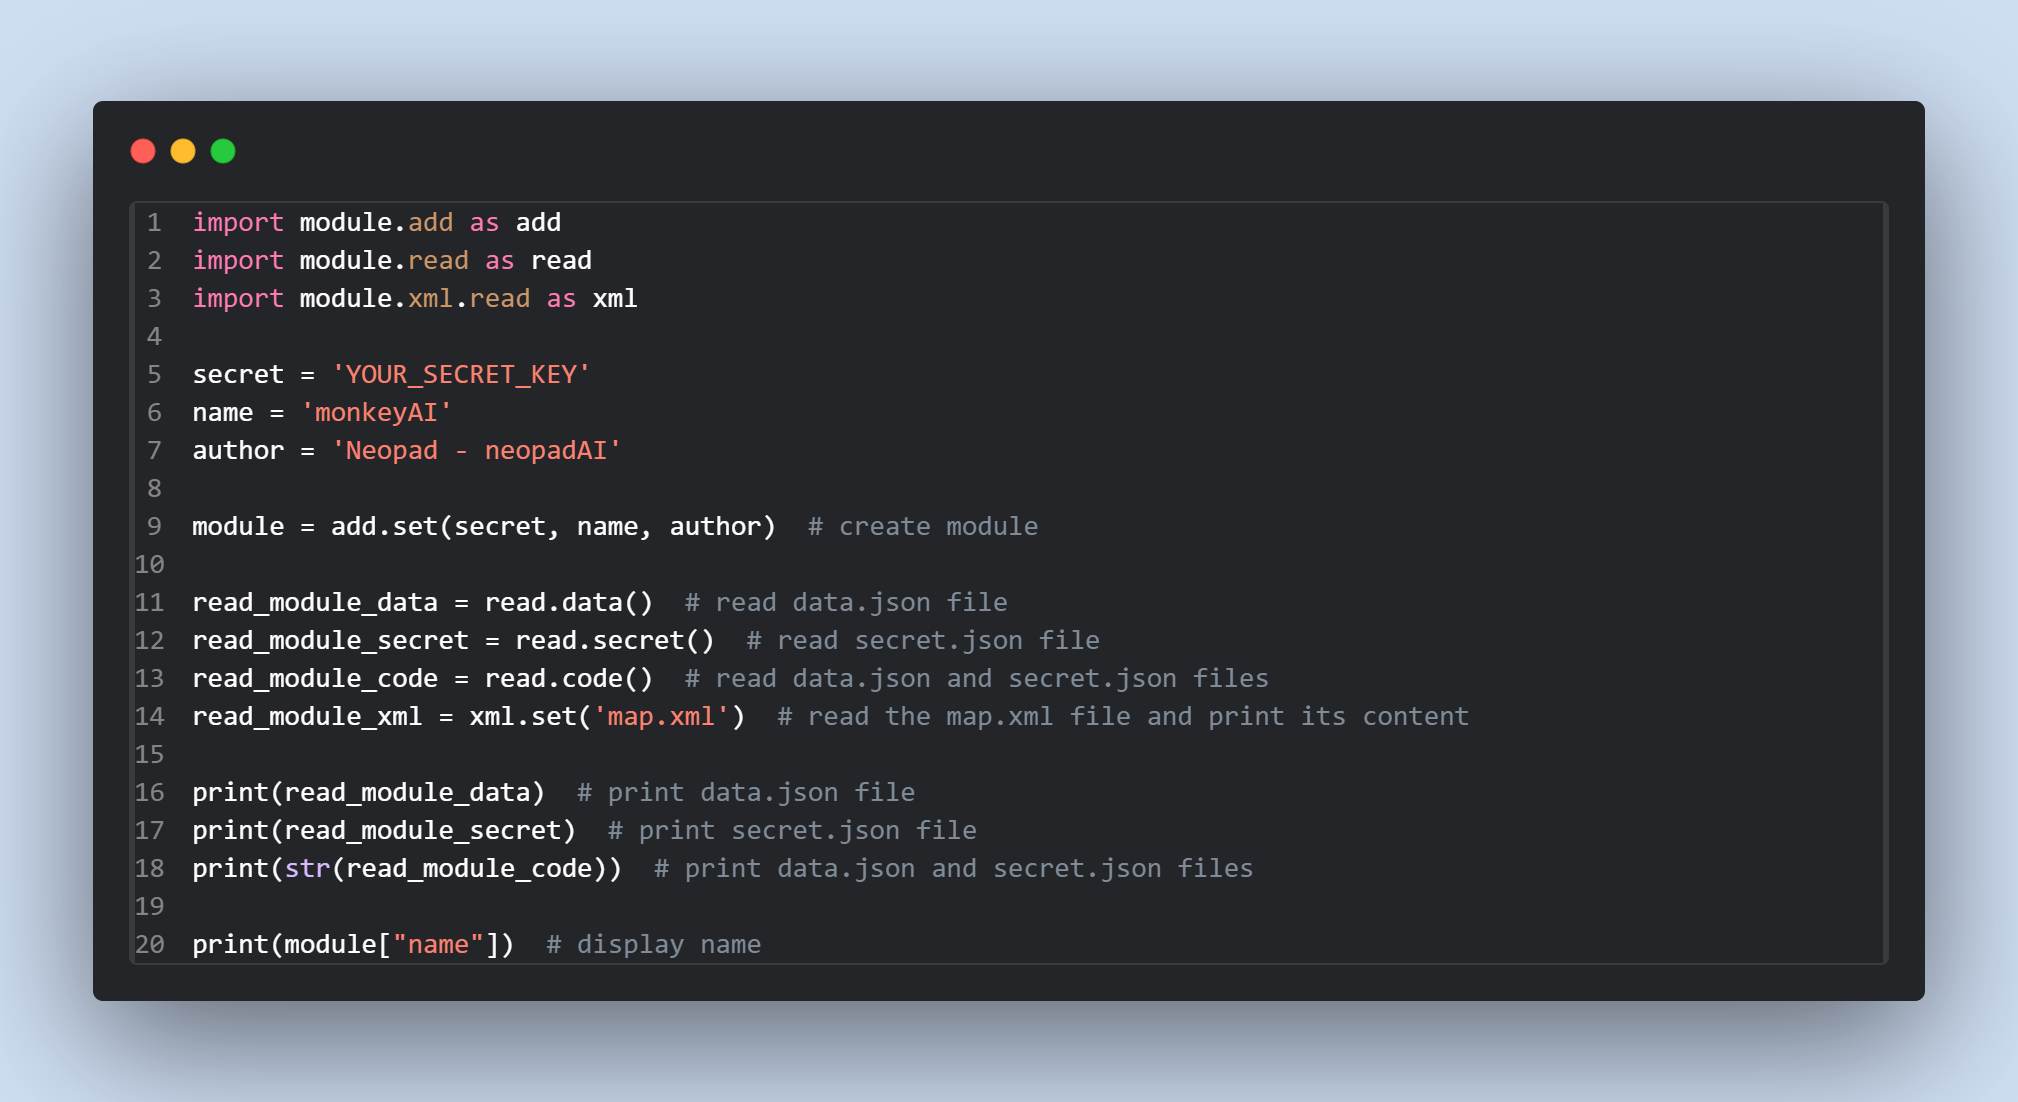 1 import module.add as add
2 import module.read as read
3 import module.xml.read as xml
4
5 secret = 'YOUR_SECRET_KEY'
6 name = 'monkeyAI'
7 author = 'Neopad - neopadAI'
8
9 module = add.set(secret, name, author)  # create module
10
11 read_module_data = read.data()  # read data.json file
12 read_module_secret = read.secret()  # read secret.json file
13 read_module_code = read.code()  # read data.json and secret.json files
14 read_module_xml = xml.set('map.xml')  # read the map.xml file and print its content
15
16 print(read_module_data)  # print data.json file
17 print(read_module_secret)  # print secret.json file
18 print(str(read_module_code))  # print data.json and secret.json files
19
20 print(module["name"])  # display name